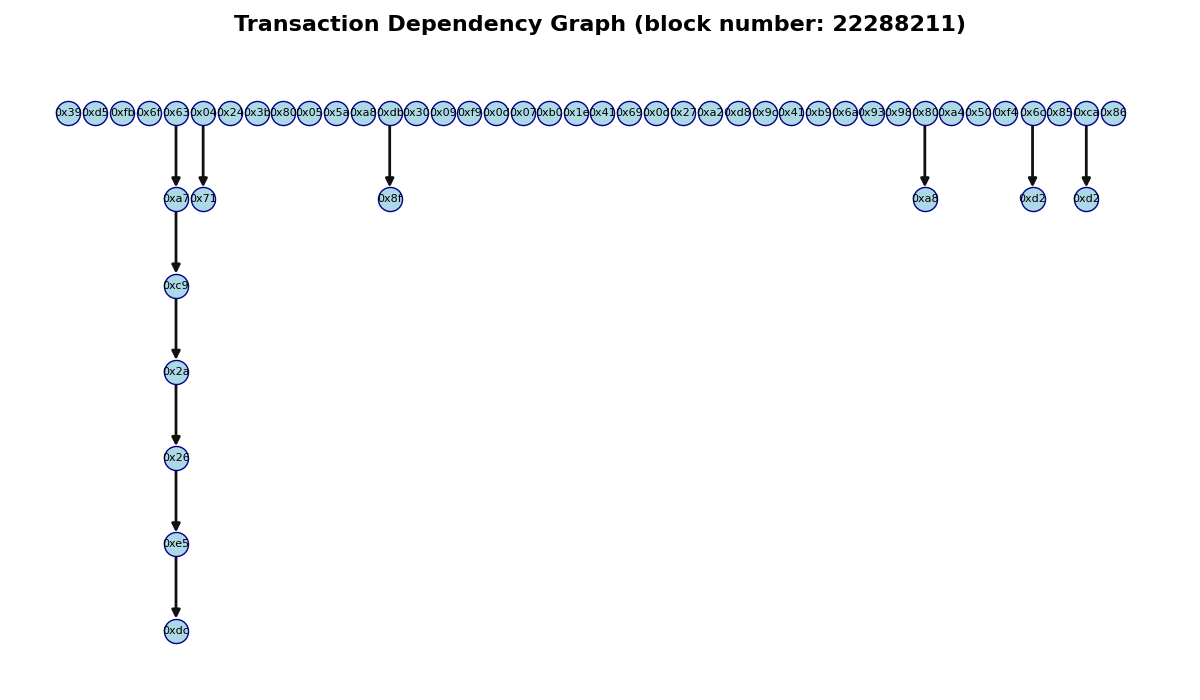 Transaction Dependency Graph (block number: 22288211)
0x39 0xd5 0xfb 0x6f 0x63 0x04 0x24 0x3b 0x80 0x05 0x5a 0xa8 0xdb 0x30 0x09 0xf9 0x0d 0x07 0xb0 0x1e 0x41 0x69 0x0d 0x27 0xa2 0xd8 0x9c 0x41 0xb9 0x6a 0x93 0x98 0x80 0xa4 0x50 0xf4 0x6c 0x85 0xca 0x86
0xa7 0x71 0x8f 0xa8 0xd2 0xd2
0xc9
0x2a
0x26
0xe5
0xdc